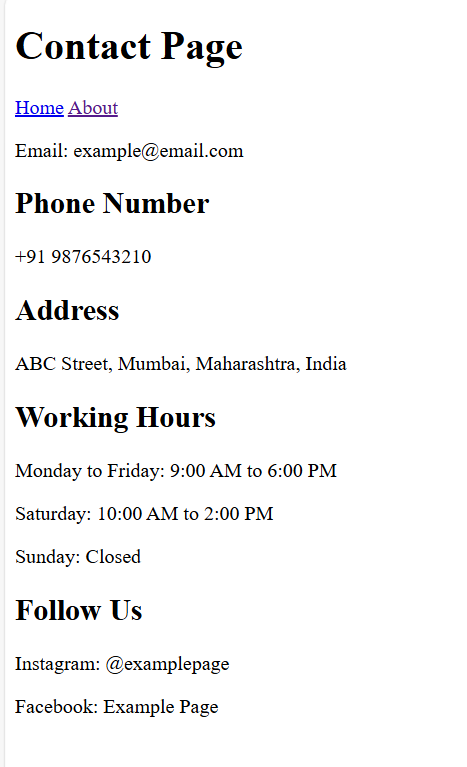 Contact Page
Home About
Email: example@email.com
Phone Number
+91 9876543210
Address
ABC Street, Mumbai, Maharashtra, India
Working Hours
Monday to Friday: 9:00 AM to 6:00 PM
Saturday: 10:00 AM to 2:00 PM
Sunday: Closed
Follow Us
Instagram: @examplepage
Facebook: Example Page